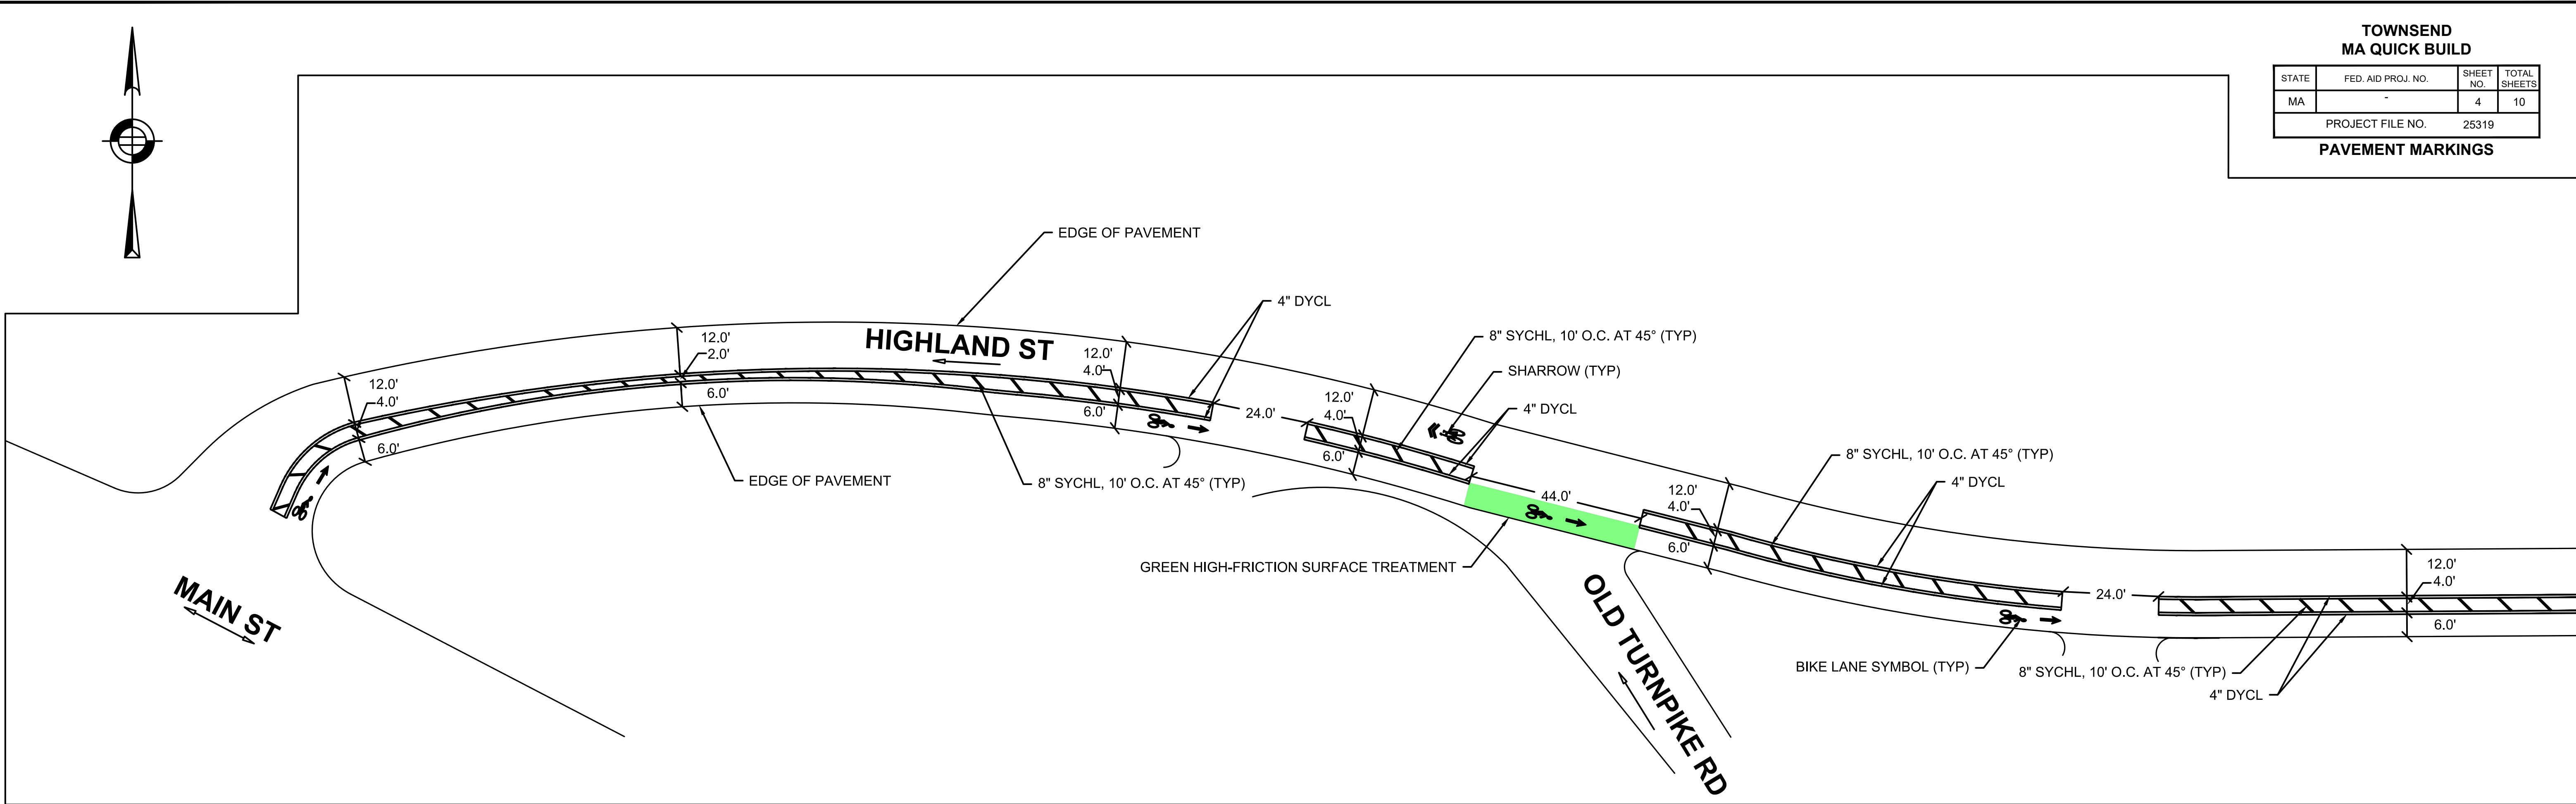 TOWNSEND
MA QUICK BUILD
STATE FED. AID PROJ. NO. SHEET NO. TOTAL SHEETS
MA - 4 10
PROJECT FILE NO. 25319
PAVEMENT MARKINGS
EDGE OF PAVEMENT
4" DYCL
HIGHLAND ST
8" SYCHL, 10' O.C. AT 45° (TYP)
SHARROW (TYP)
4" DYCL
12.0'
4.0'
6.0'
12.0'
2.0'
6.0'
12.0'
4.0'
6.0'
24.0'
12.0'
4.0'
6.0'
EDGE OF PAVEMENT
8" SYCHL, 10' O.C. AT 45° (TYP)
44.0'
12.0'
4.0'
6.0'
8" SYCHL, 10' O.C. AT 45° (TYP)
4" DYCL
GREEN HIGH-FRICTION SURFACE TREATMENT
24.0'
12.0'
4.0'
6.0'
MAIN ST
OLD TURNPIKE RD
BIKE LANE SYMBOL (TYP)
8" SYCHL, 10' O.C. AT 45° (TYP)
4" DYCL